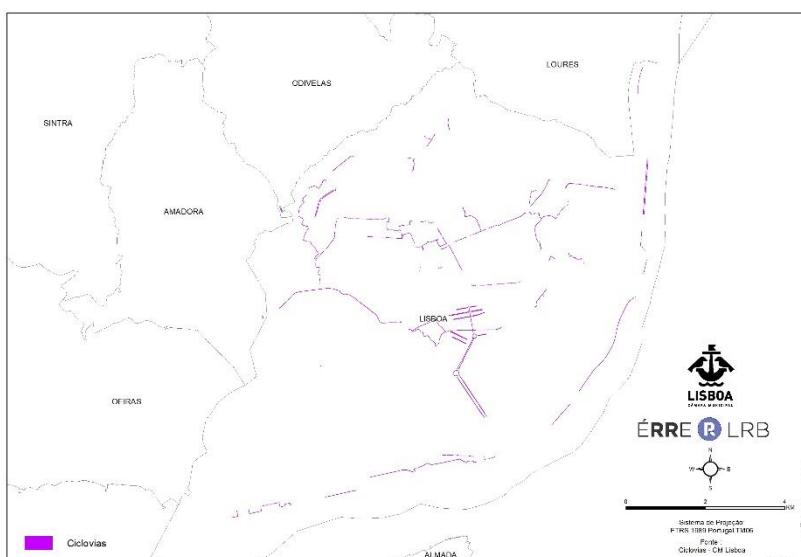 LOURES
ODIVELAS
SINTRA
AMADORA
LISBOA
OEIRAS
LISBOA
CÂMARA MUNICIPAL
ÉRRE R LRB
N
W E
S
0 2 4
KM
Sistema de Projeção
ETRS 1989 Portugal TM06
Fonte :
Ciclovias - CM Lisboa
Ciclovias
ALMADA